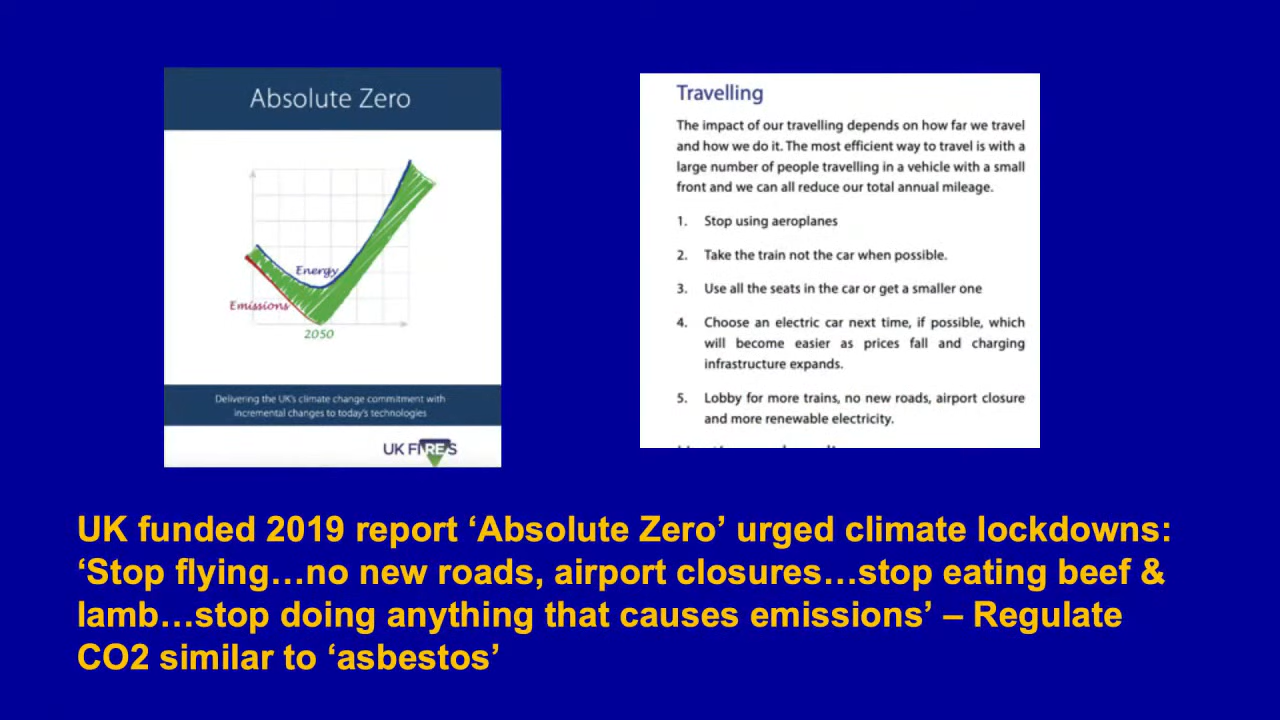 Absolute Zero
Energy
Emissions
2050
Delivering the UK's climate change commitment with
incremental changes to today's technologies
UK FIRES
Travelling
The impact of our travelling depends on how far we travel
and how we do it. The most efficient way to travel is with a
large number of people travelling in a vehicle with a small
front and we can all reduce our total annual mileage.
1. Stop using aeroplanes
2. Take the train not the car when possible.
3. Use all the seats in the car or get a smaller one
4. Choose an electric car next time, if possible, which
will become easier as prices fall and charging
infrastructure expands.
5. Lobby for more trains, no new roads, airport closure
and more renewable electricity.
UK funded 2019 report ‘Absolute Zero’ urged climate lockdowns:
‘Stop flying…no new roads, airport closures…stop eating beef &
lamb…stop doing anything that causes emissions’ – Regulate
CO2 similar to ‘asbestos’